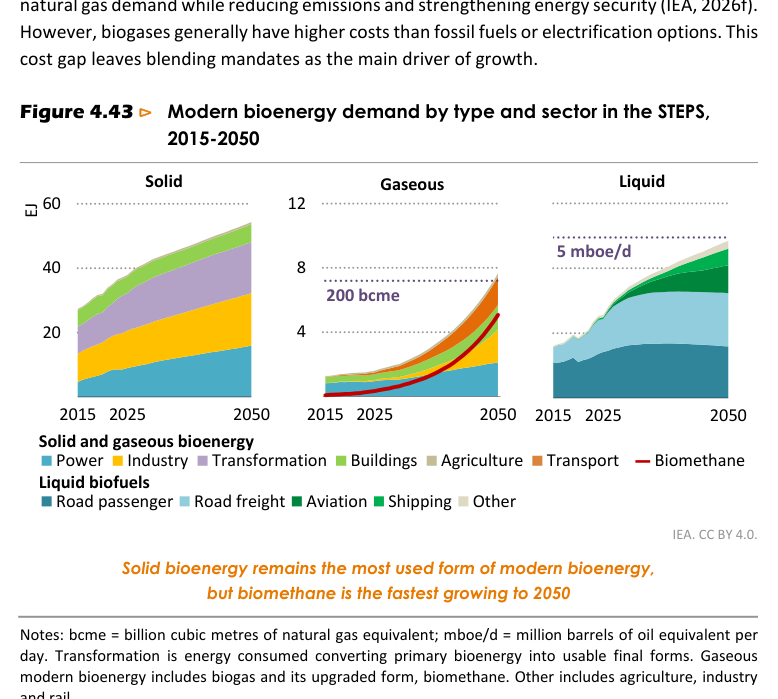 natural gas demand while reducing emissions and strengthening energy security (IEA, 2026f).
However, biogases generally have higher costs than fossil fuels or electrification options. This
cost gap leaves blending mandates as the main driver of growth.
Figure 4.43 ▻ Modern bioenergy demand by type and sector in the STEPS,
2015-2050
Solid
Gaseous
Liquid
EJ
60
40
20
12
8
4
200 bcme
5 mboe/d
2015 2025 2050
2015 2025 2050
2015 2025 2050
Solid and gaseous bioenergy
Power Industry Transformation Buildings Agriculture Transport Biomethane
Liquid biofuels
Road passenger Road freight Aviation Shipping Other
IEA. CC BY 4.0.
Solid bioenergy remains the most used form of modern bioenergy,
but biomethane is the fastest growing to 2050
Notes: bcme = billion cubic metres of natural gas equivalent; mboe/d = million barrels of oil equivalent per
day. Transformation is energy consumed converting primary bioenergy into usable final forms. Gaseous
modern bioenergy includes biogas and its upgraded form, biomethane. Other includes agriculture, industry
and rail.